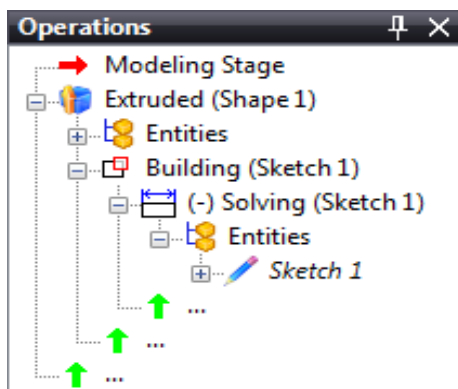 Operations
Modeling Stage
Extruded (Shape 1)
Entities
Building (Sketch 1)
(-) Solving (Sketch 1)
Entities
Sketch 1
...
...
...